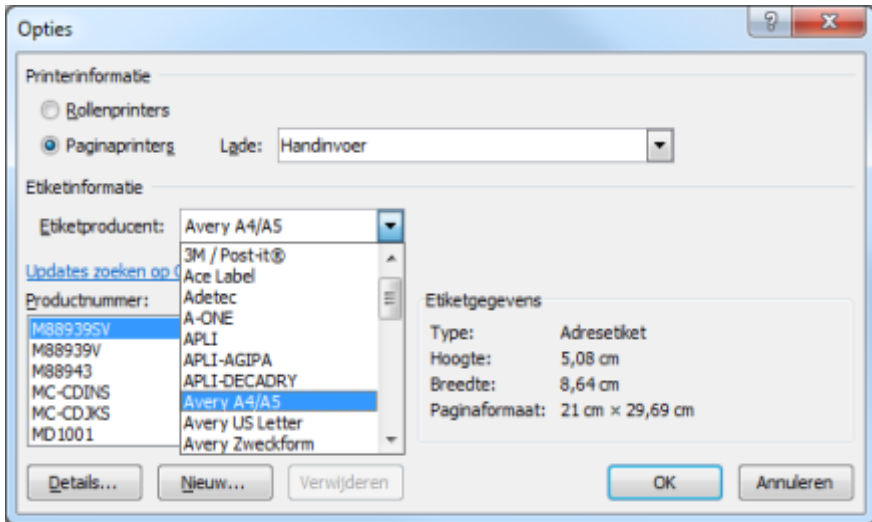 Opties
Printerinformatie
Rollenprinters
Paginaprinters Lade: Handinvoer
Etiketinformatie
Etiketproducent: Avery A4/A5
3M / Post-it®
Updates zoeken op
Ace Label
Adetec
A-ONE
APLI
APLI-AGIPA
APLI-DECADRY
Avery A4/A5
Avery US Letter
Avery Zweckform
Productnummer:
M88939SV
M88939V
M88943
MC-CDINS
MC-CDJKS
MD1001
Etiketgegevens
Type: Adresetiket
Hoogte: 5,08 cm
Breedte: 8,64 cm
Paginaformaat: 21 cm × 29,69 cm
Details... Nieuw... Verwijderen OK Annuleren